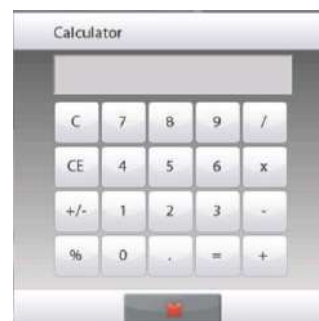 Calculator
C 7 8 9 /
CE 4 5 6 x
+/- 1 2 3 -
% 0 . = +